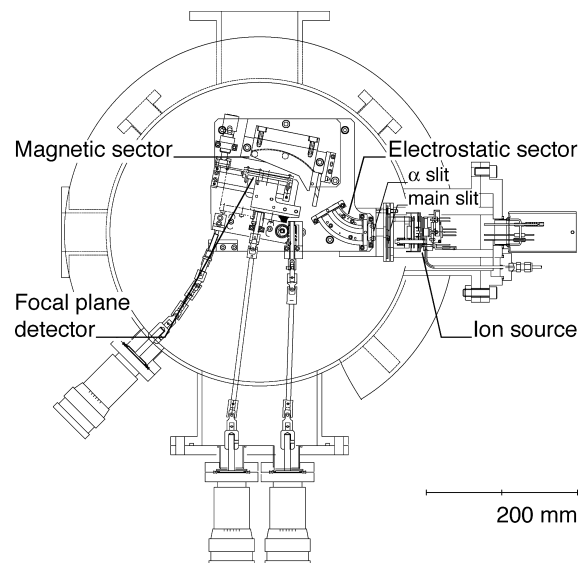 Magnetic sector
Electrostatic sector
α slit
main slit
Focal plane
detector
Ion source
200 mm